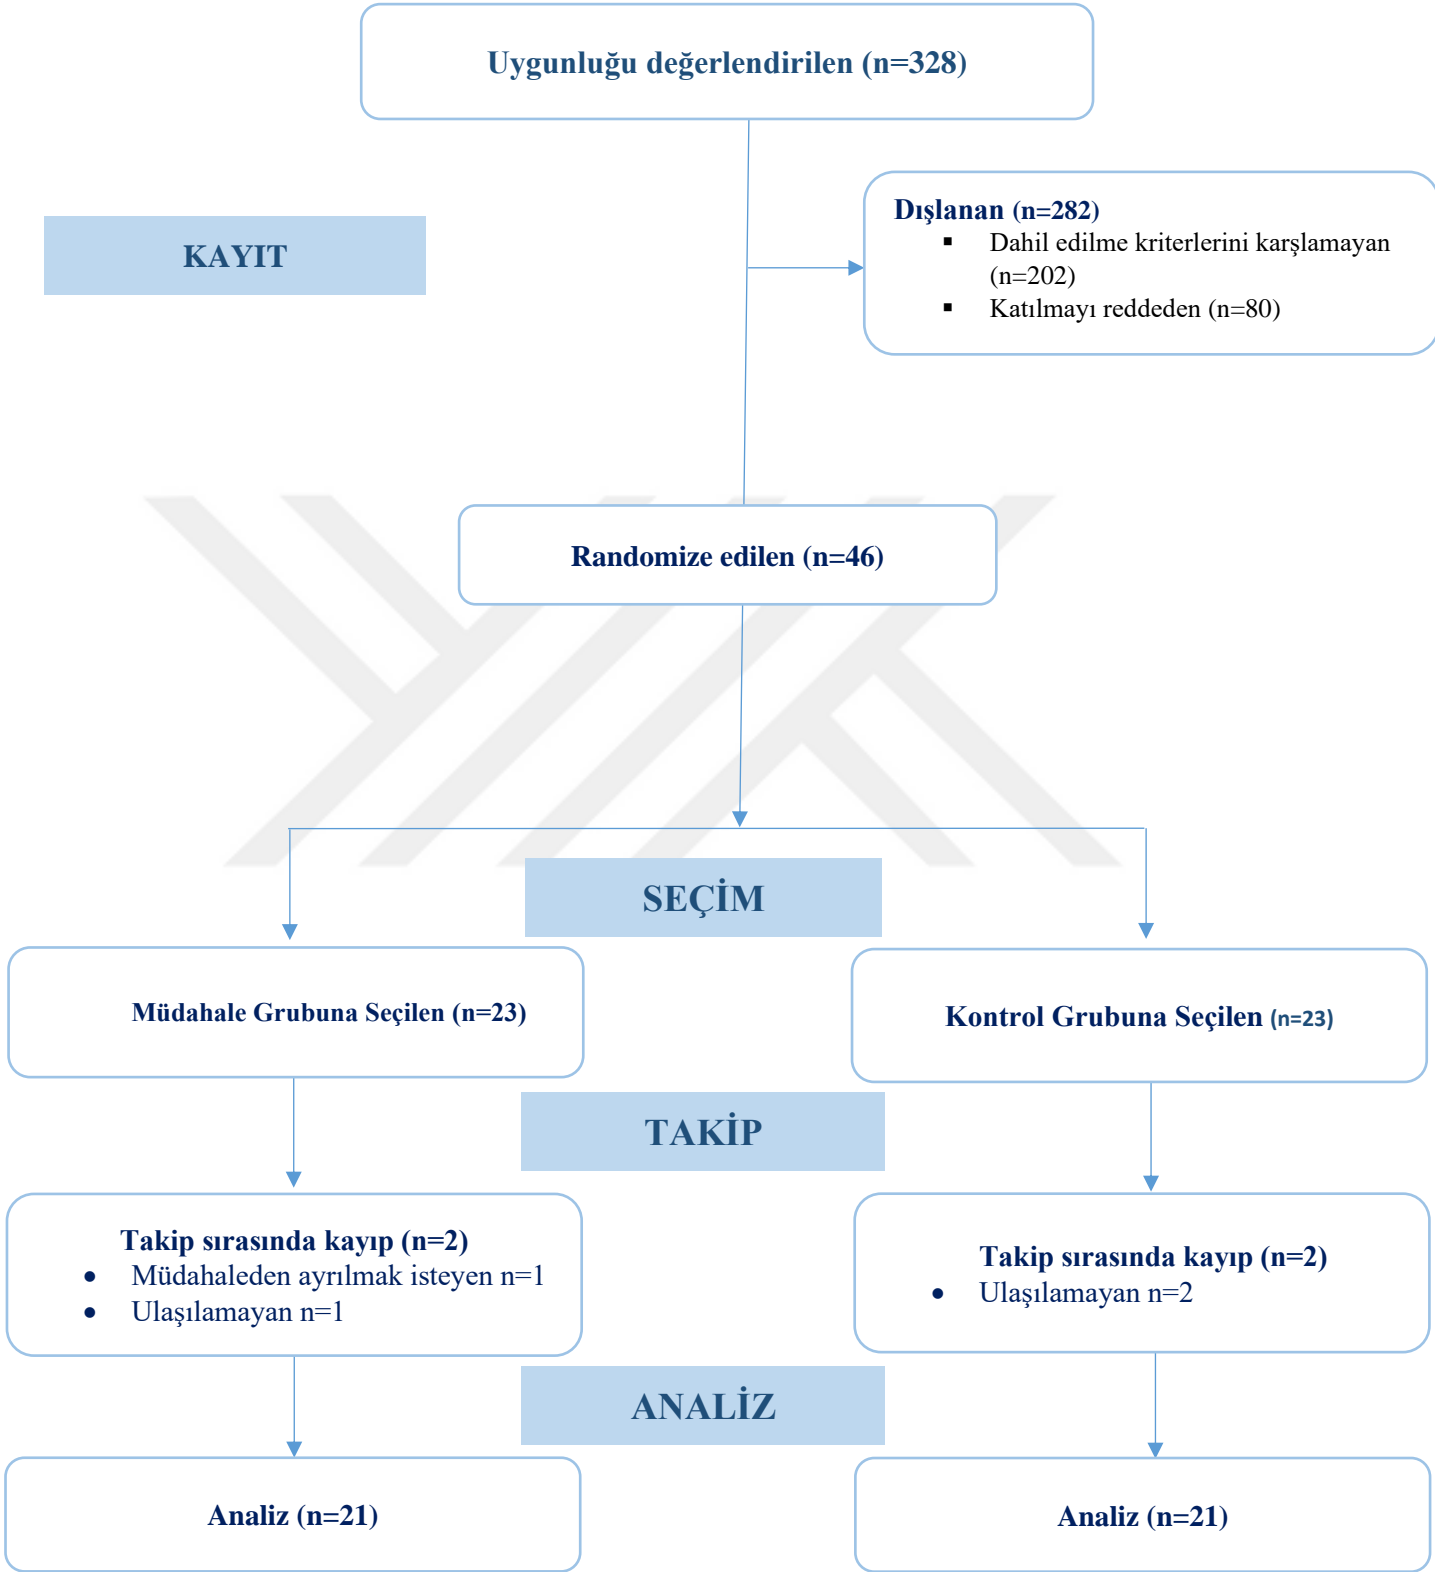 Uygunluğu değerlendirilen (n=328)
Dışlanan (n=282)
▪ Dahil edilme kriterlerini karşlamayan
(n=202)
▪ Katılmayı reddeden (n=80)
KAYIT
Randomize edilen (n=46)
SEÇİM
Müdahale Grubuna Seçilen (n=23)
Kontrol Grubuna Seçilen (n=23)
TAKİP
Takip sırasında kayıp (n=2)
• Müdahaleden ayrılmak isteyen n=1
• Ulaşılamayan n=1
Takip sırasında kayıp (n=2)
• Ulaşılamayan n=2
ANALİZ
Analiz (n=21)
Analiz (n=21)